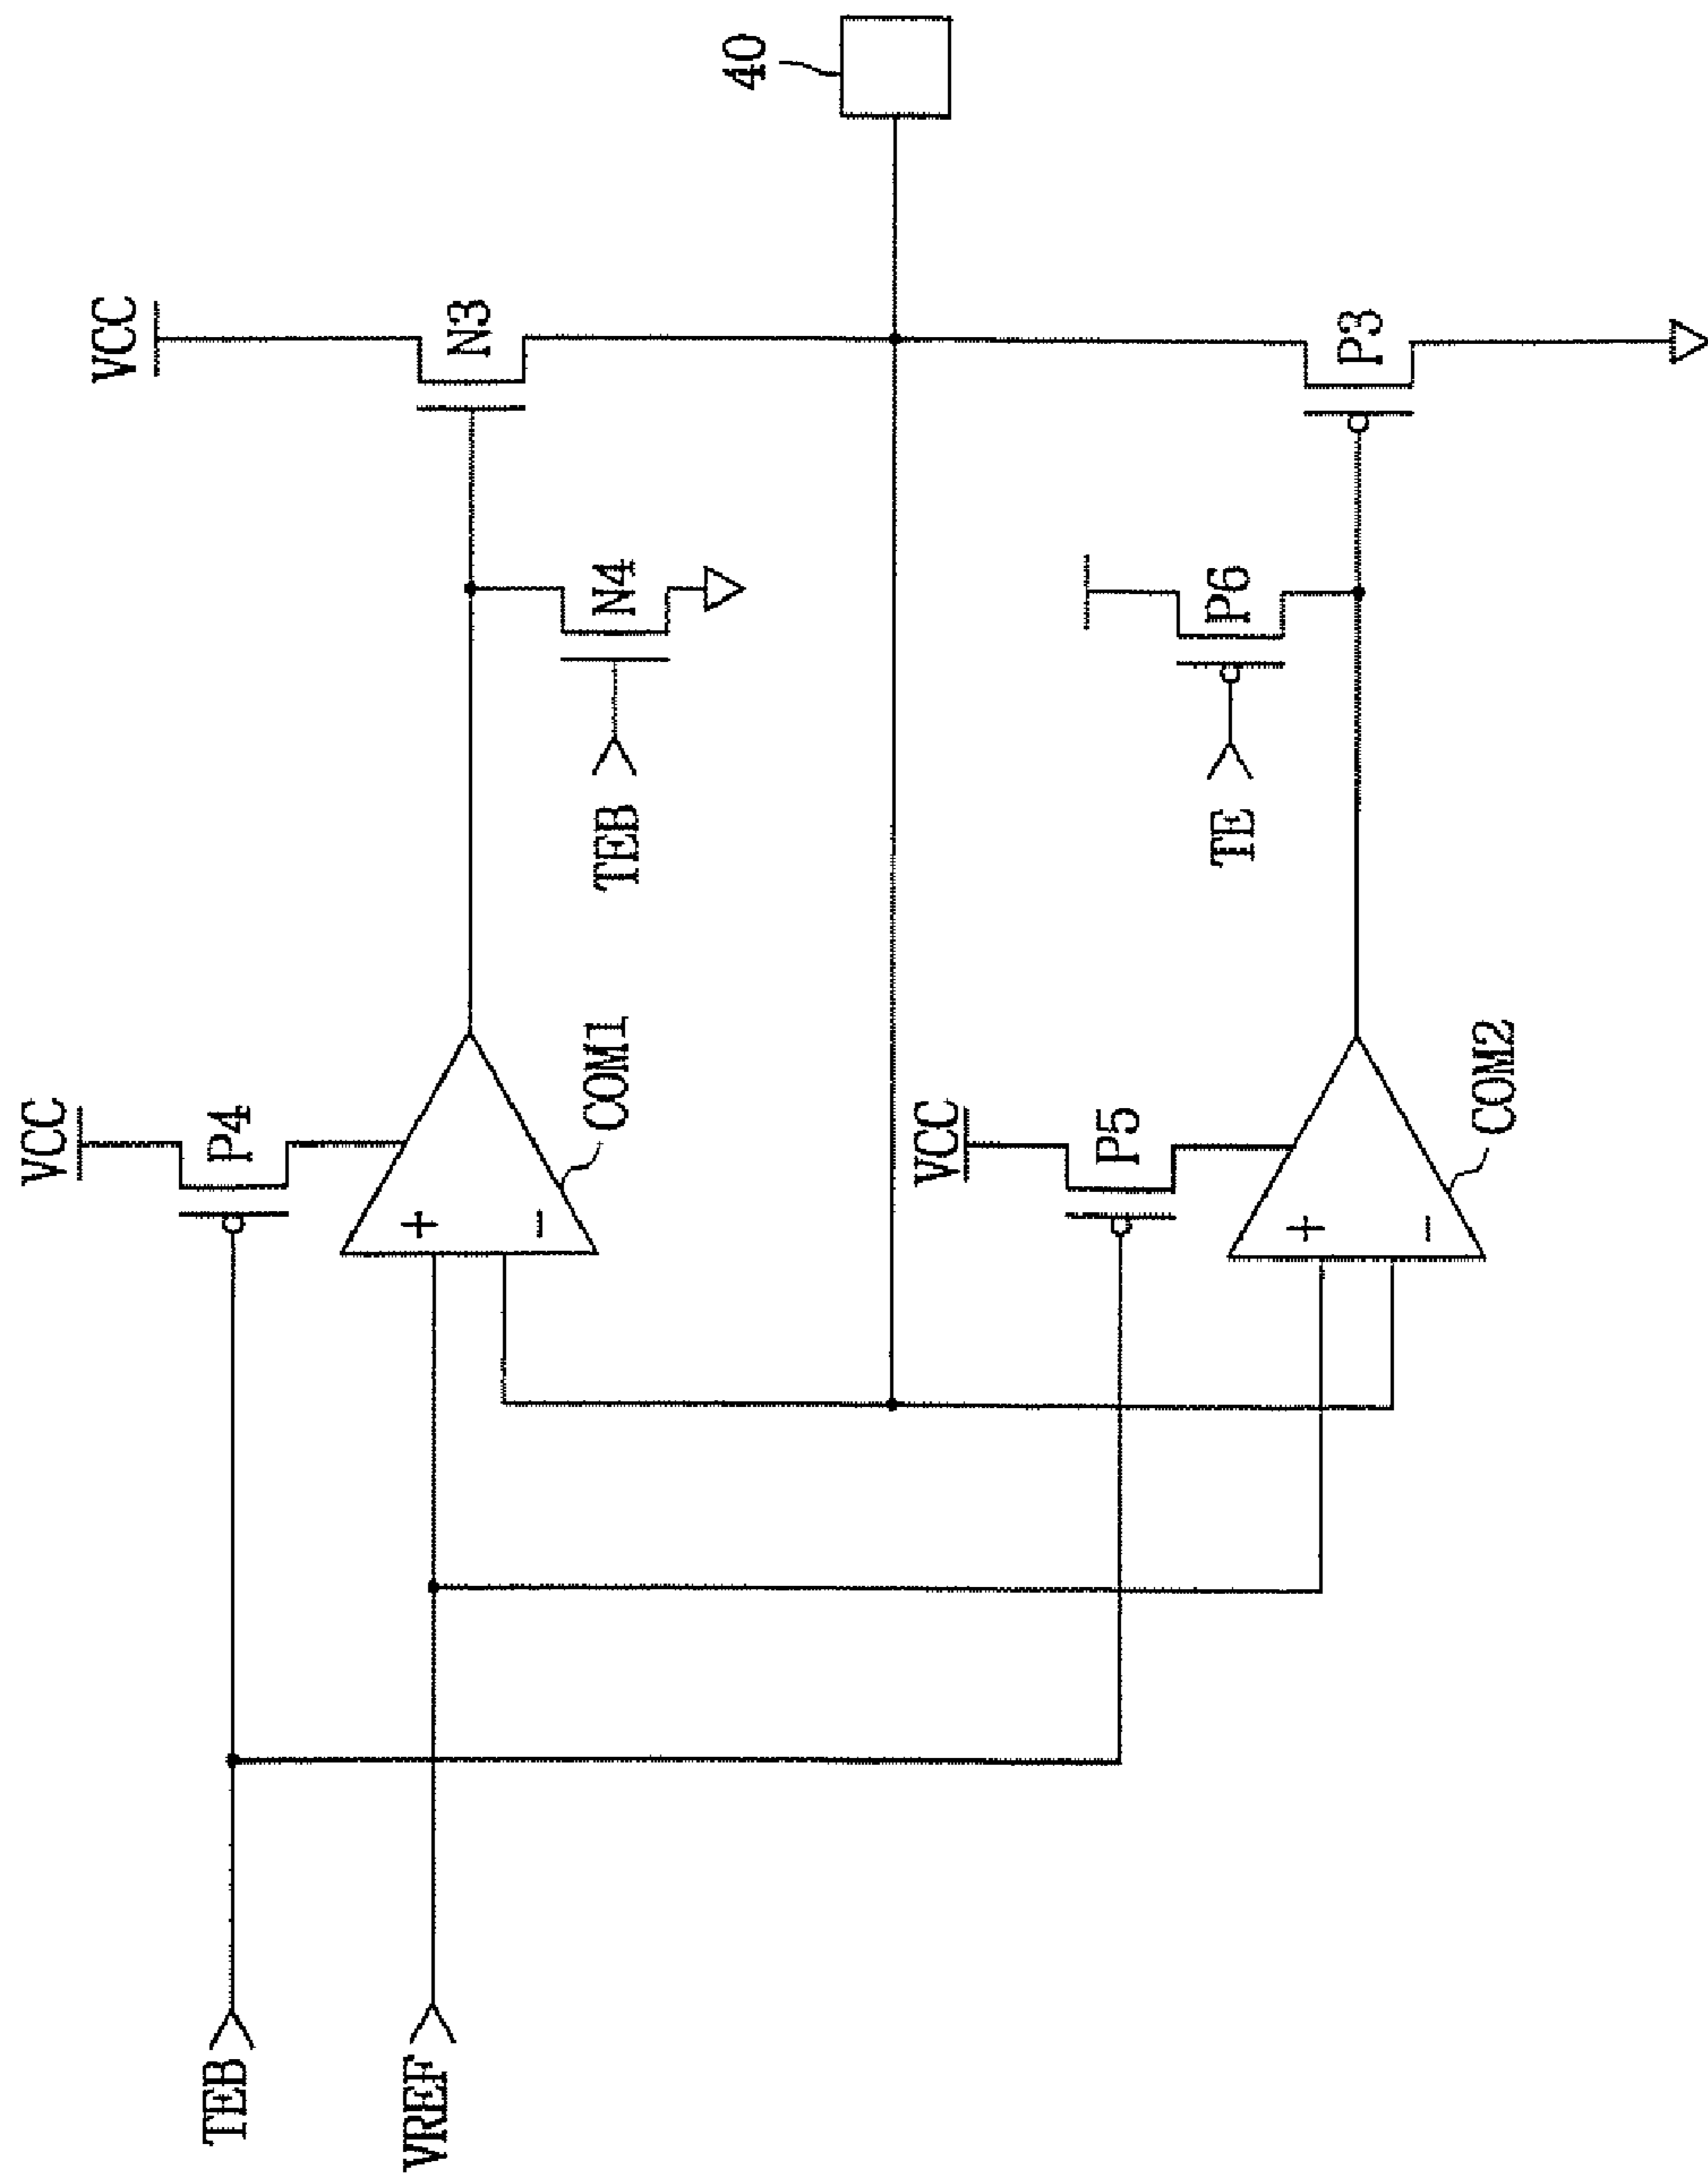 VCC
N3
40
P3
N4
TEB
P6
TE
VCC
P4
COM1
VCC
P5
COM2
+
-
+
-
TEB
VREF